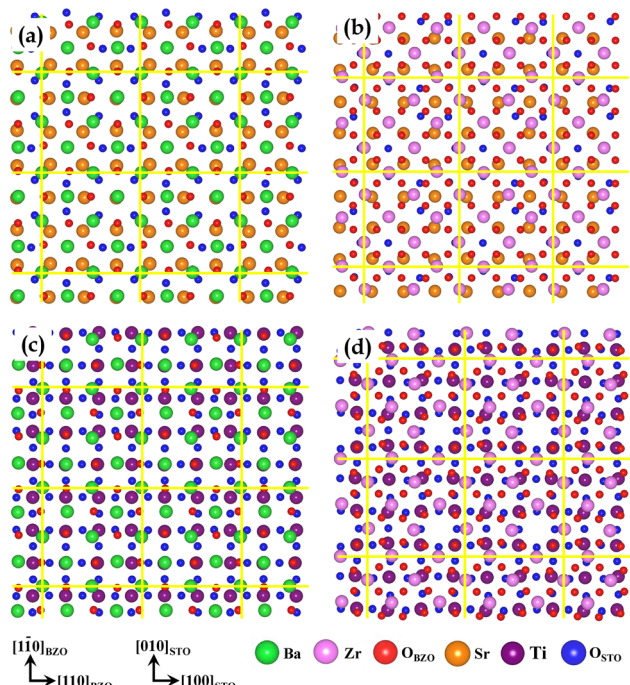 (a)
(b)
(c)
(d)
[11̄0]BZO [010]STO
[110]BZO [100]STO
Ba Zr OBZO Sr Ti OSTO